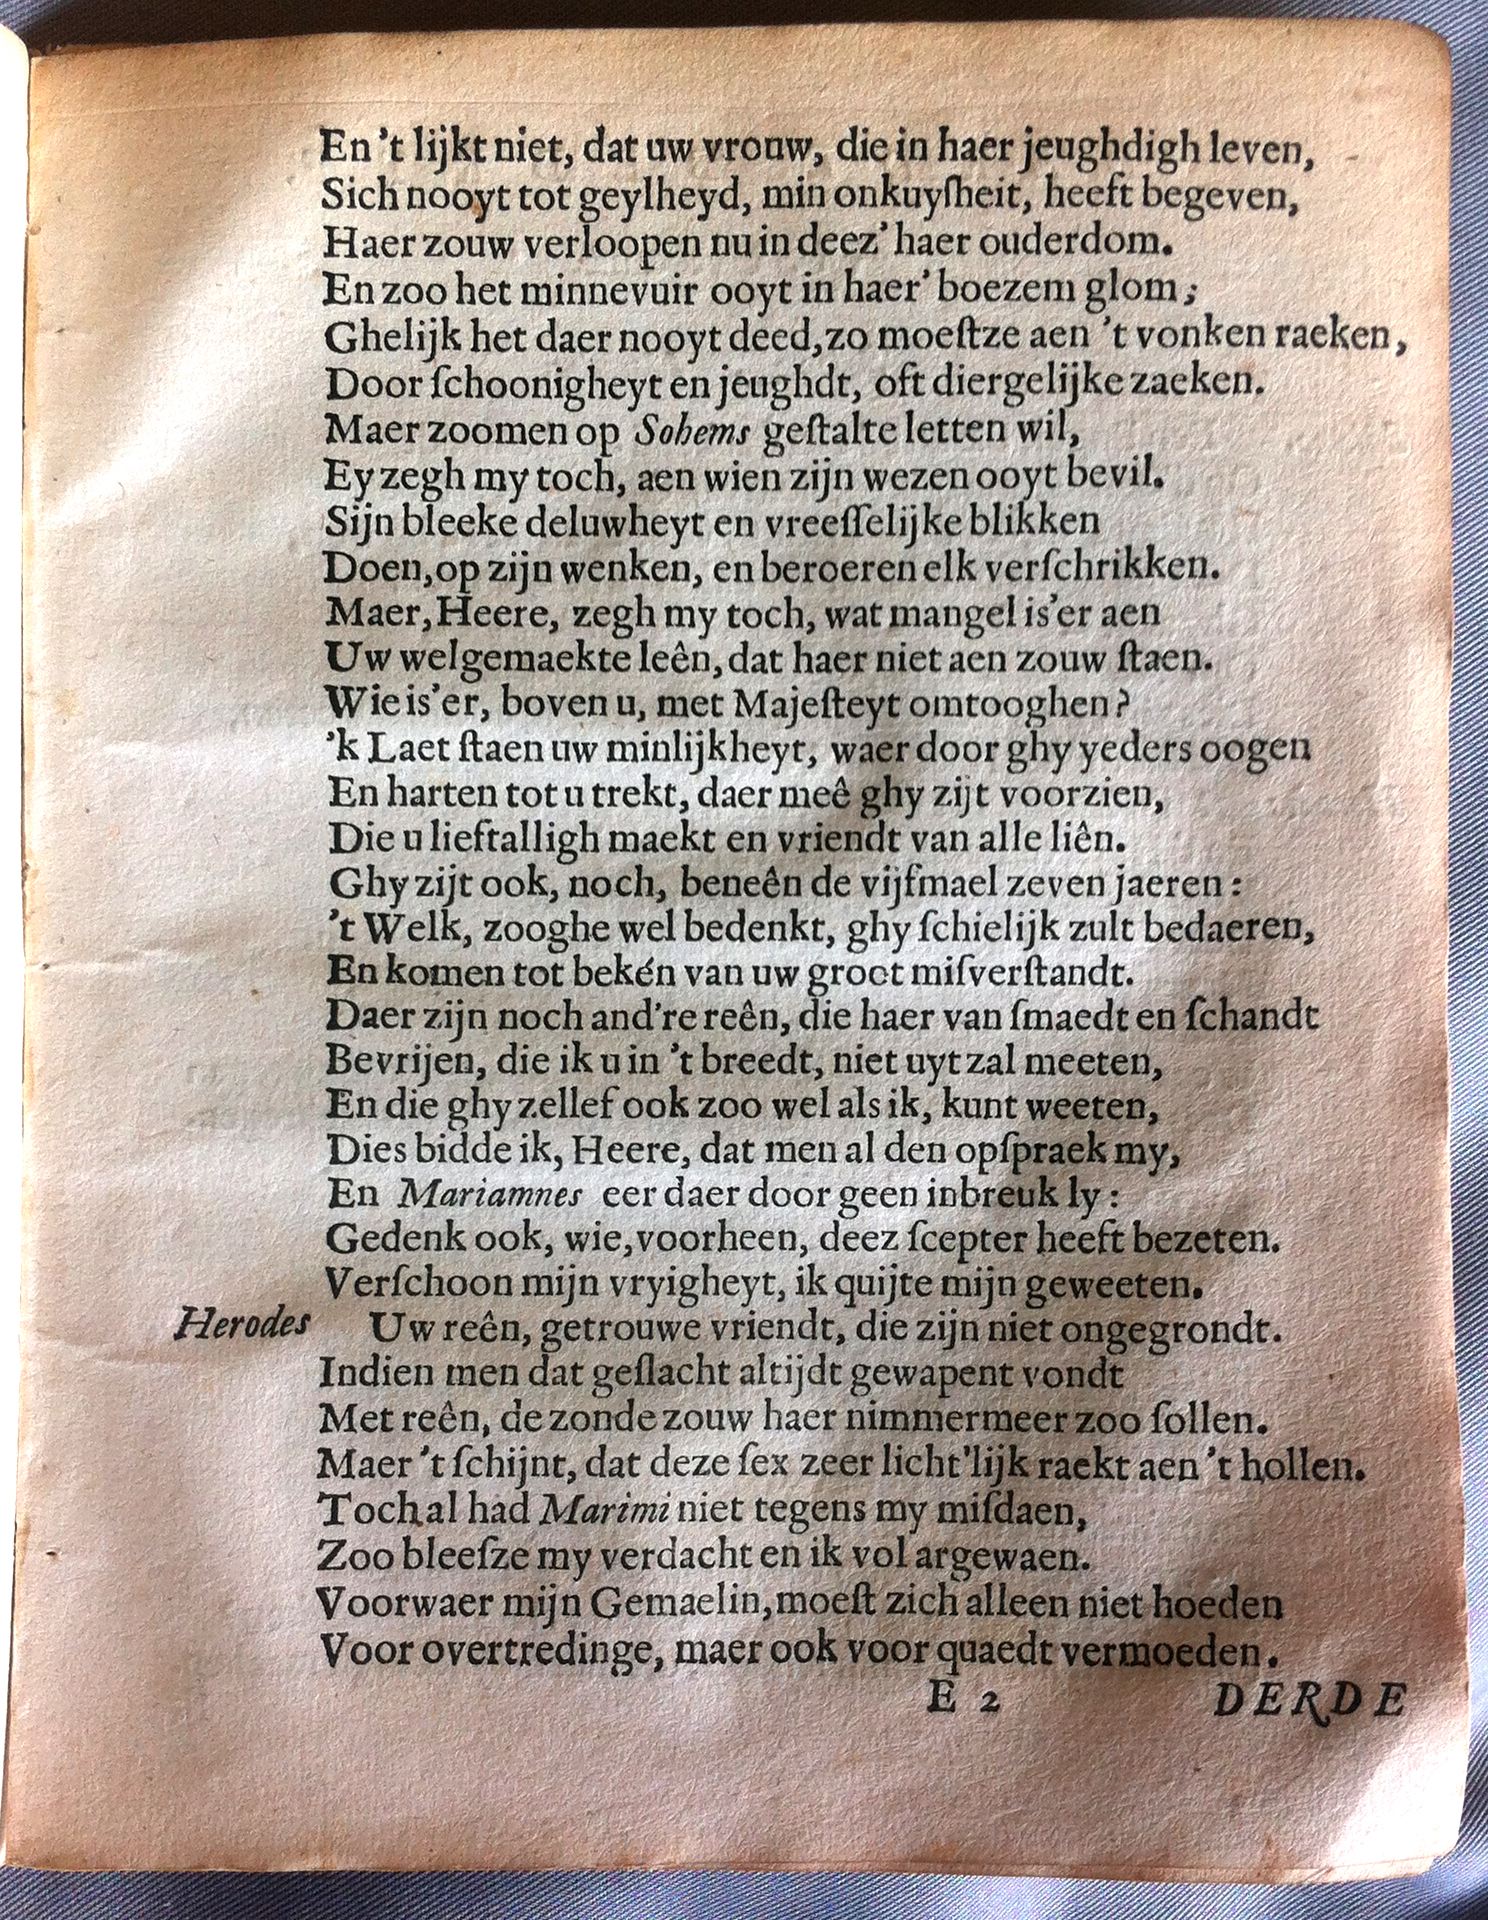 En 't lijkt niet, dat uw vrouw, die in haer jeughdigh leven,
Sich nooyt tot geylheyd, min onkuyſheit, heeft begeven,
Haer zouw verloopen nu in deez' haer ouderdom.
En zoo het minnevuir ooyt in haer' boezem glom;
Ghelijk het daer nooyt deed, zo moeſtze aen 't vonken raeken,
Door ſchoonigheyt en jeughdt, oft diergelijke zaeken.
Maer zoomen op Sohems geſtalte letten wil,
Ey zegh my toch, aen wien zijn wezen ooyt bevil.
Sijn bleeke deluwheyt en vreeſſelijke blikken
Doen, op zijn wenken, en beroeren elk verſchrikken.
Maer, Heere, zegh my toch, wat mangel is'er aen
Uw welgemaekte leên, dat haer niet aen zouw ſtaen.
Wie is'er, boven u, met Majeſteyt omtooghen?
'k Laet ſtaen uw minlijkheyt, waer door ghy yeders oogen
En harten tot u trekt, daer meê ghy zijt voorzien,
Die u lieftalligh maekt en vriendt van alle liên.
Ghy zijt ook, noch, beneên de vijfmael zeven jaeren:
't Welk, zooghe wel bedenkt, ghy ſchielijk zult bedaeren,
En komen tot bekén van uw groot miſverſtandt.
Daer zijn noch and're reên, die haer van ſmaedt en ſchandt
Bevrijen, die ik u in 't breedt, niet uyt zal meeten,
En die ghy zellef ook zoo wel als ik, kunt weeten,
Dies bidde ik, Heere, dat men al den opſpraek my,
En Mariamnes eer daer door geen inbreuk ly:
Gedenk ook, wie, voorheen, deez ſcepter heeft bezeten.
Verſchoon mijn vryigheyt, ik quijte mijn geweeten.
Herodes Uw reên, getrouwe vriendt, die zijn niet ongegrondt.
Indien men dat geſlacht altijdt gewapent vondt
Met reên, de zonde zouw haer nimmermeer zoo ſollen.
Maer 't ſchijnt, dat deze ſex zeer licht'lijk raekt aen 't hollen.
Toch al had Marimi niet tegens my miſdaen,
Zoo bleefze my verdacht en ik vol argewaen.
Voorwaer mijn Gemaelin, moeſt zich alleen niet hoeden
Voor overtredinge, maer ook voor quaedt vermoeden.
E 2 DERDE